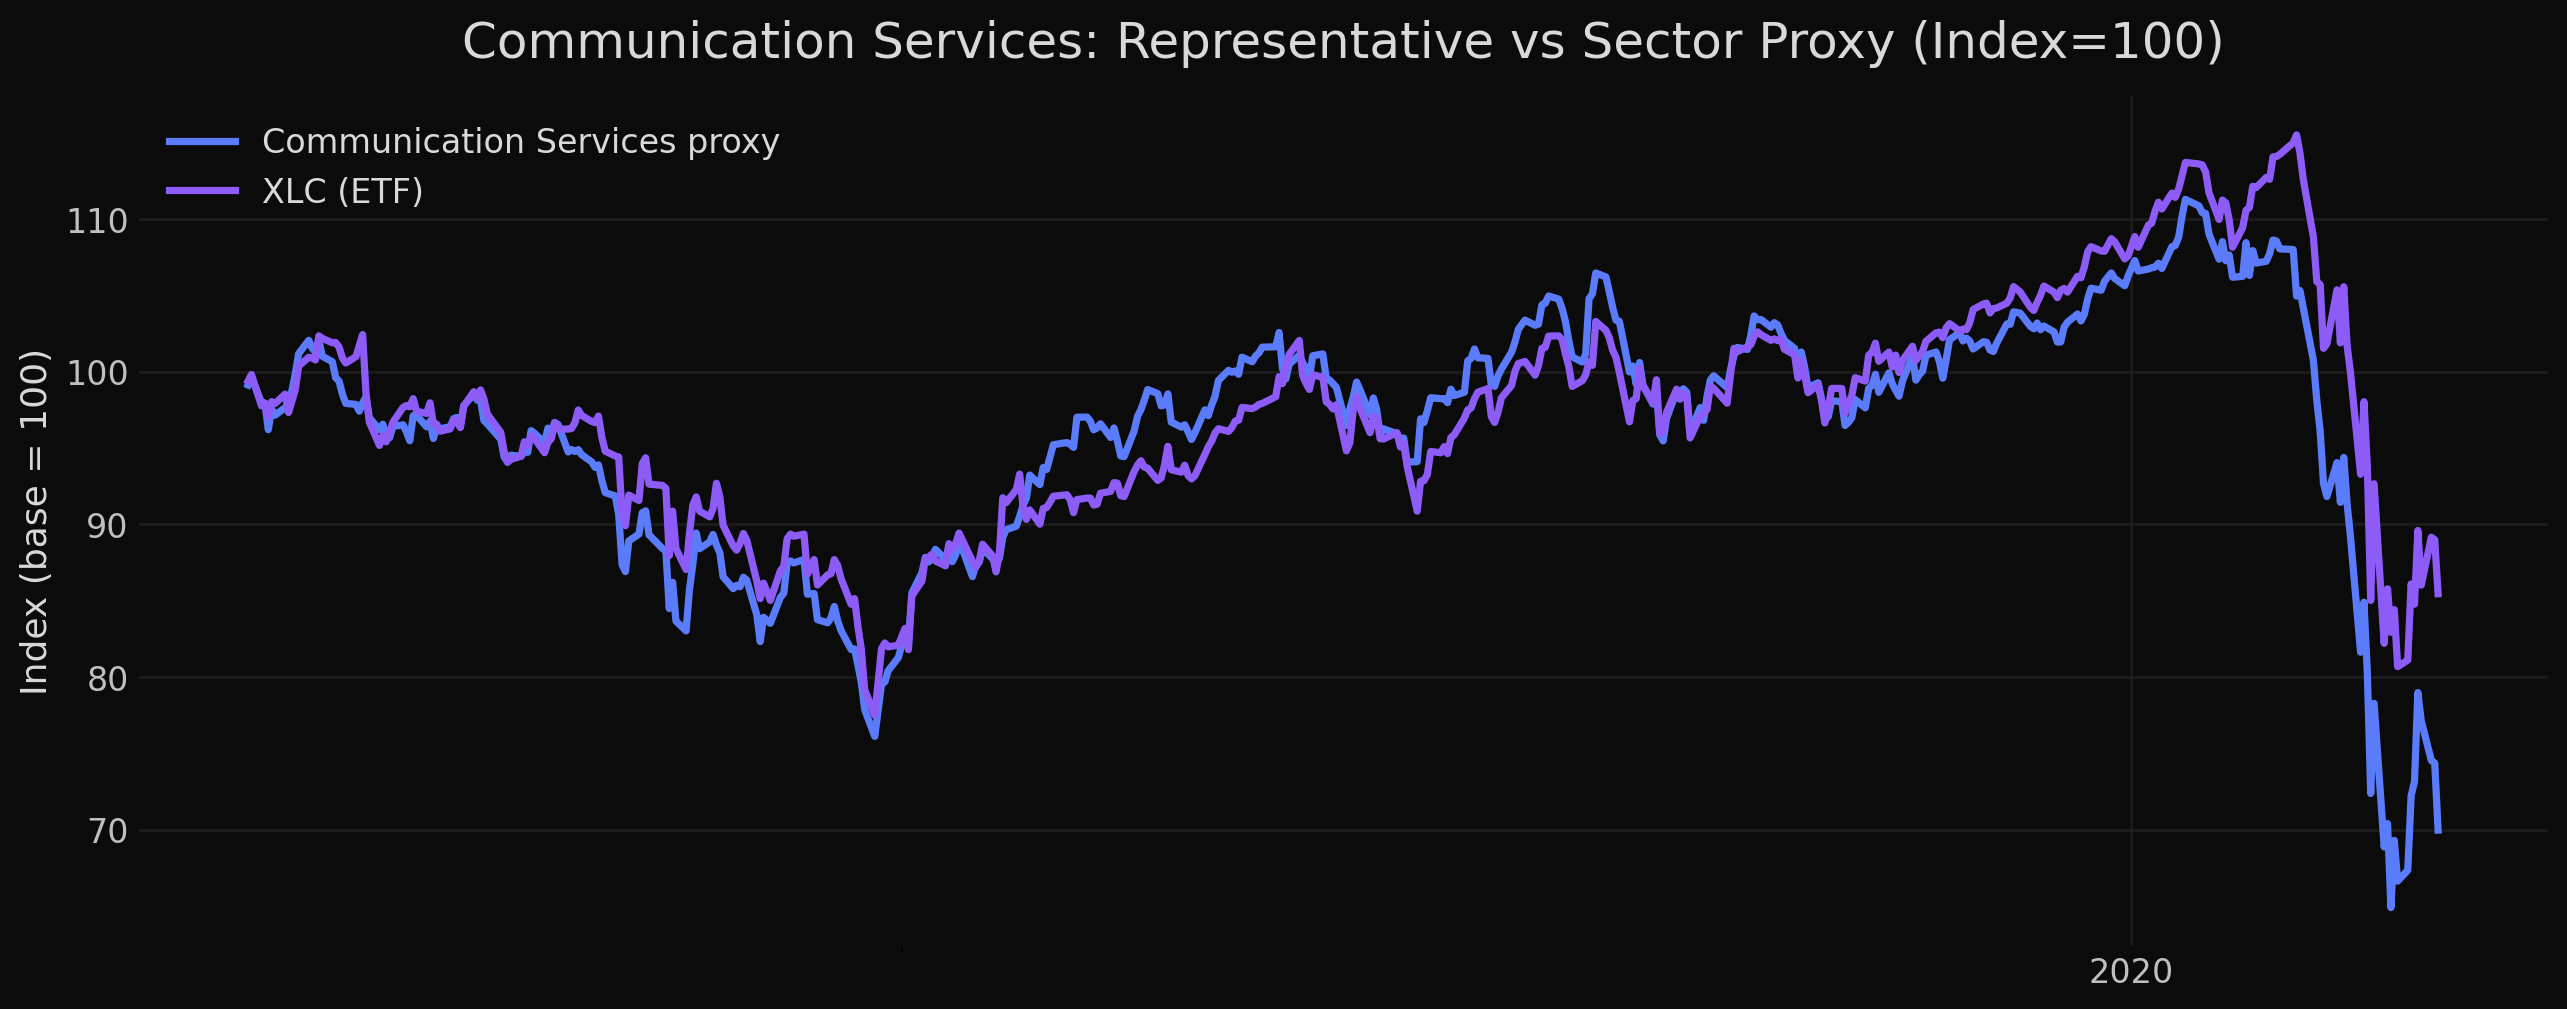 Communication Services: Representative vs Sector Proxy (Index=100)
Communication Services proxy
XLC (ETF)
Index (base = 100)
110
100
90
80
70
2020